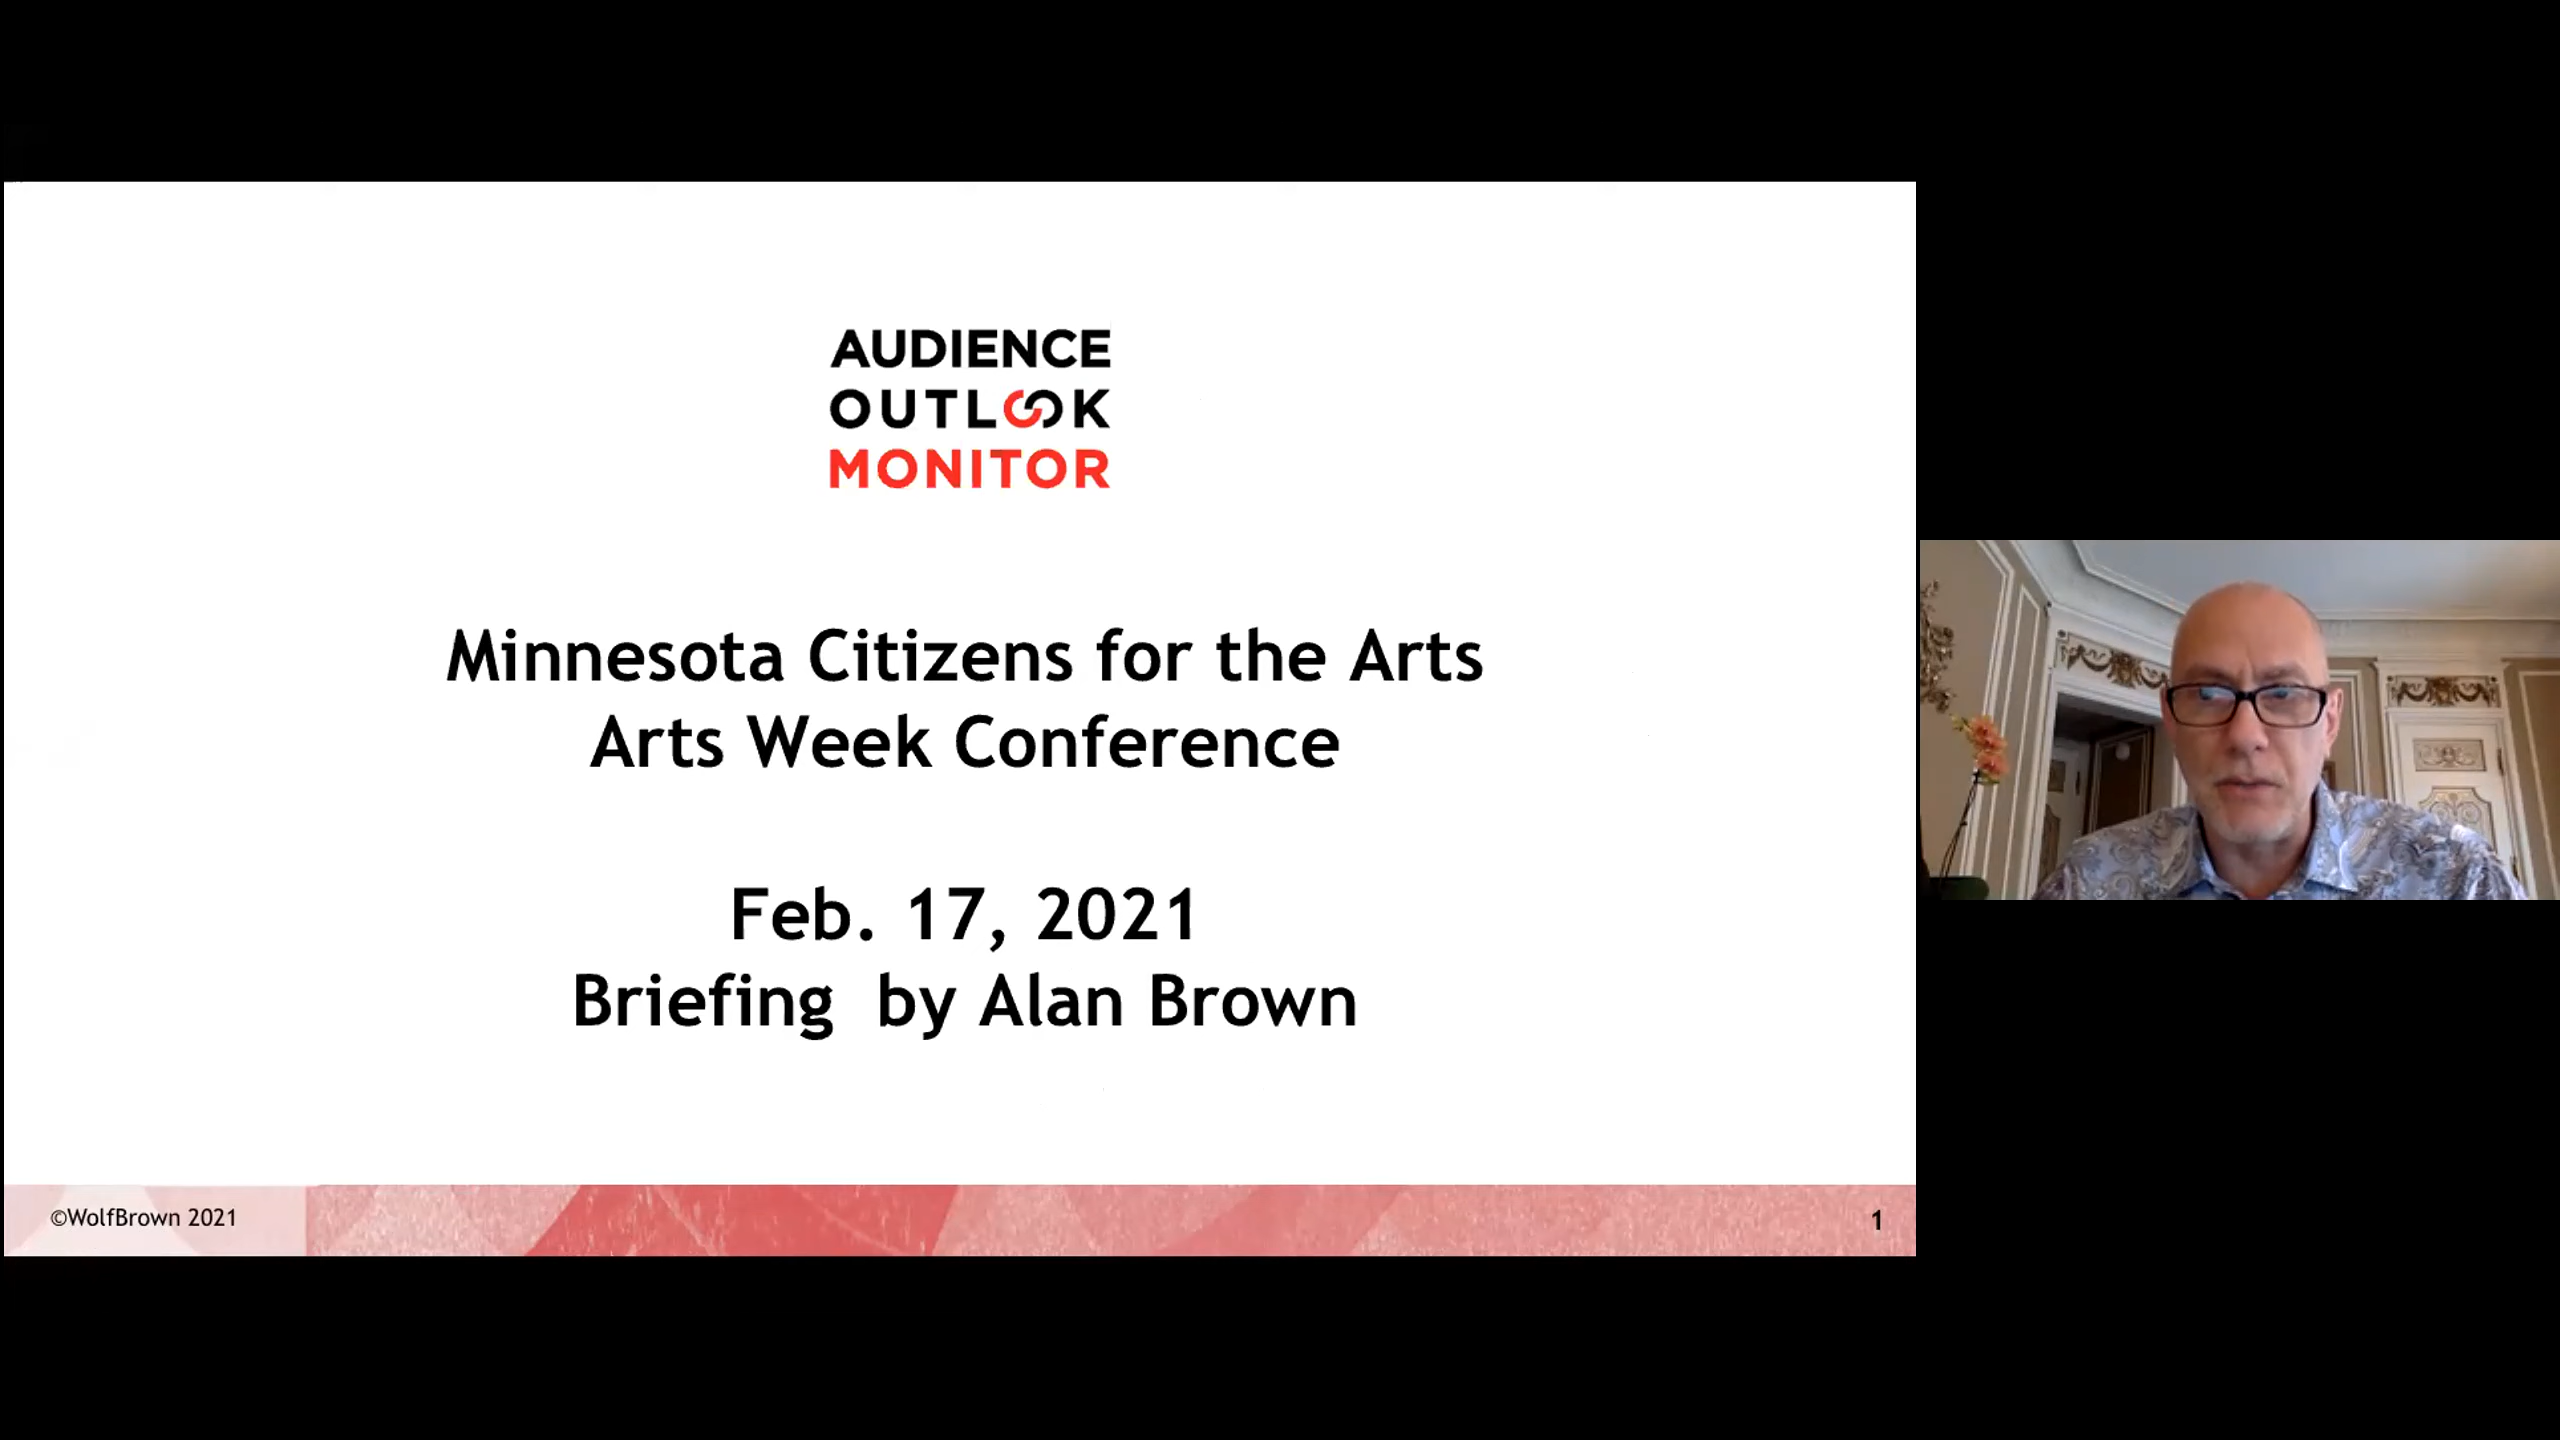 AUDIENCE
OUTLOOK
MONITOR
Minnesota Citizens for the Arts
Arts Week Conference
Feb. 17, 2021
Briefing by Alan Brown
©WolfBrown 2021
1